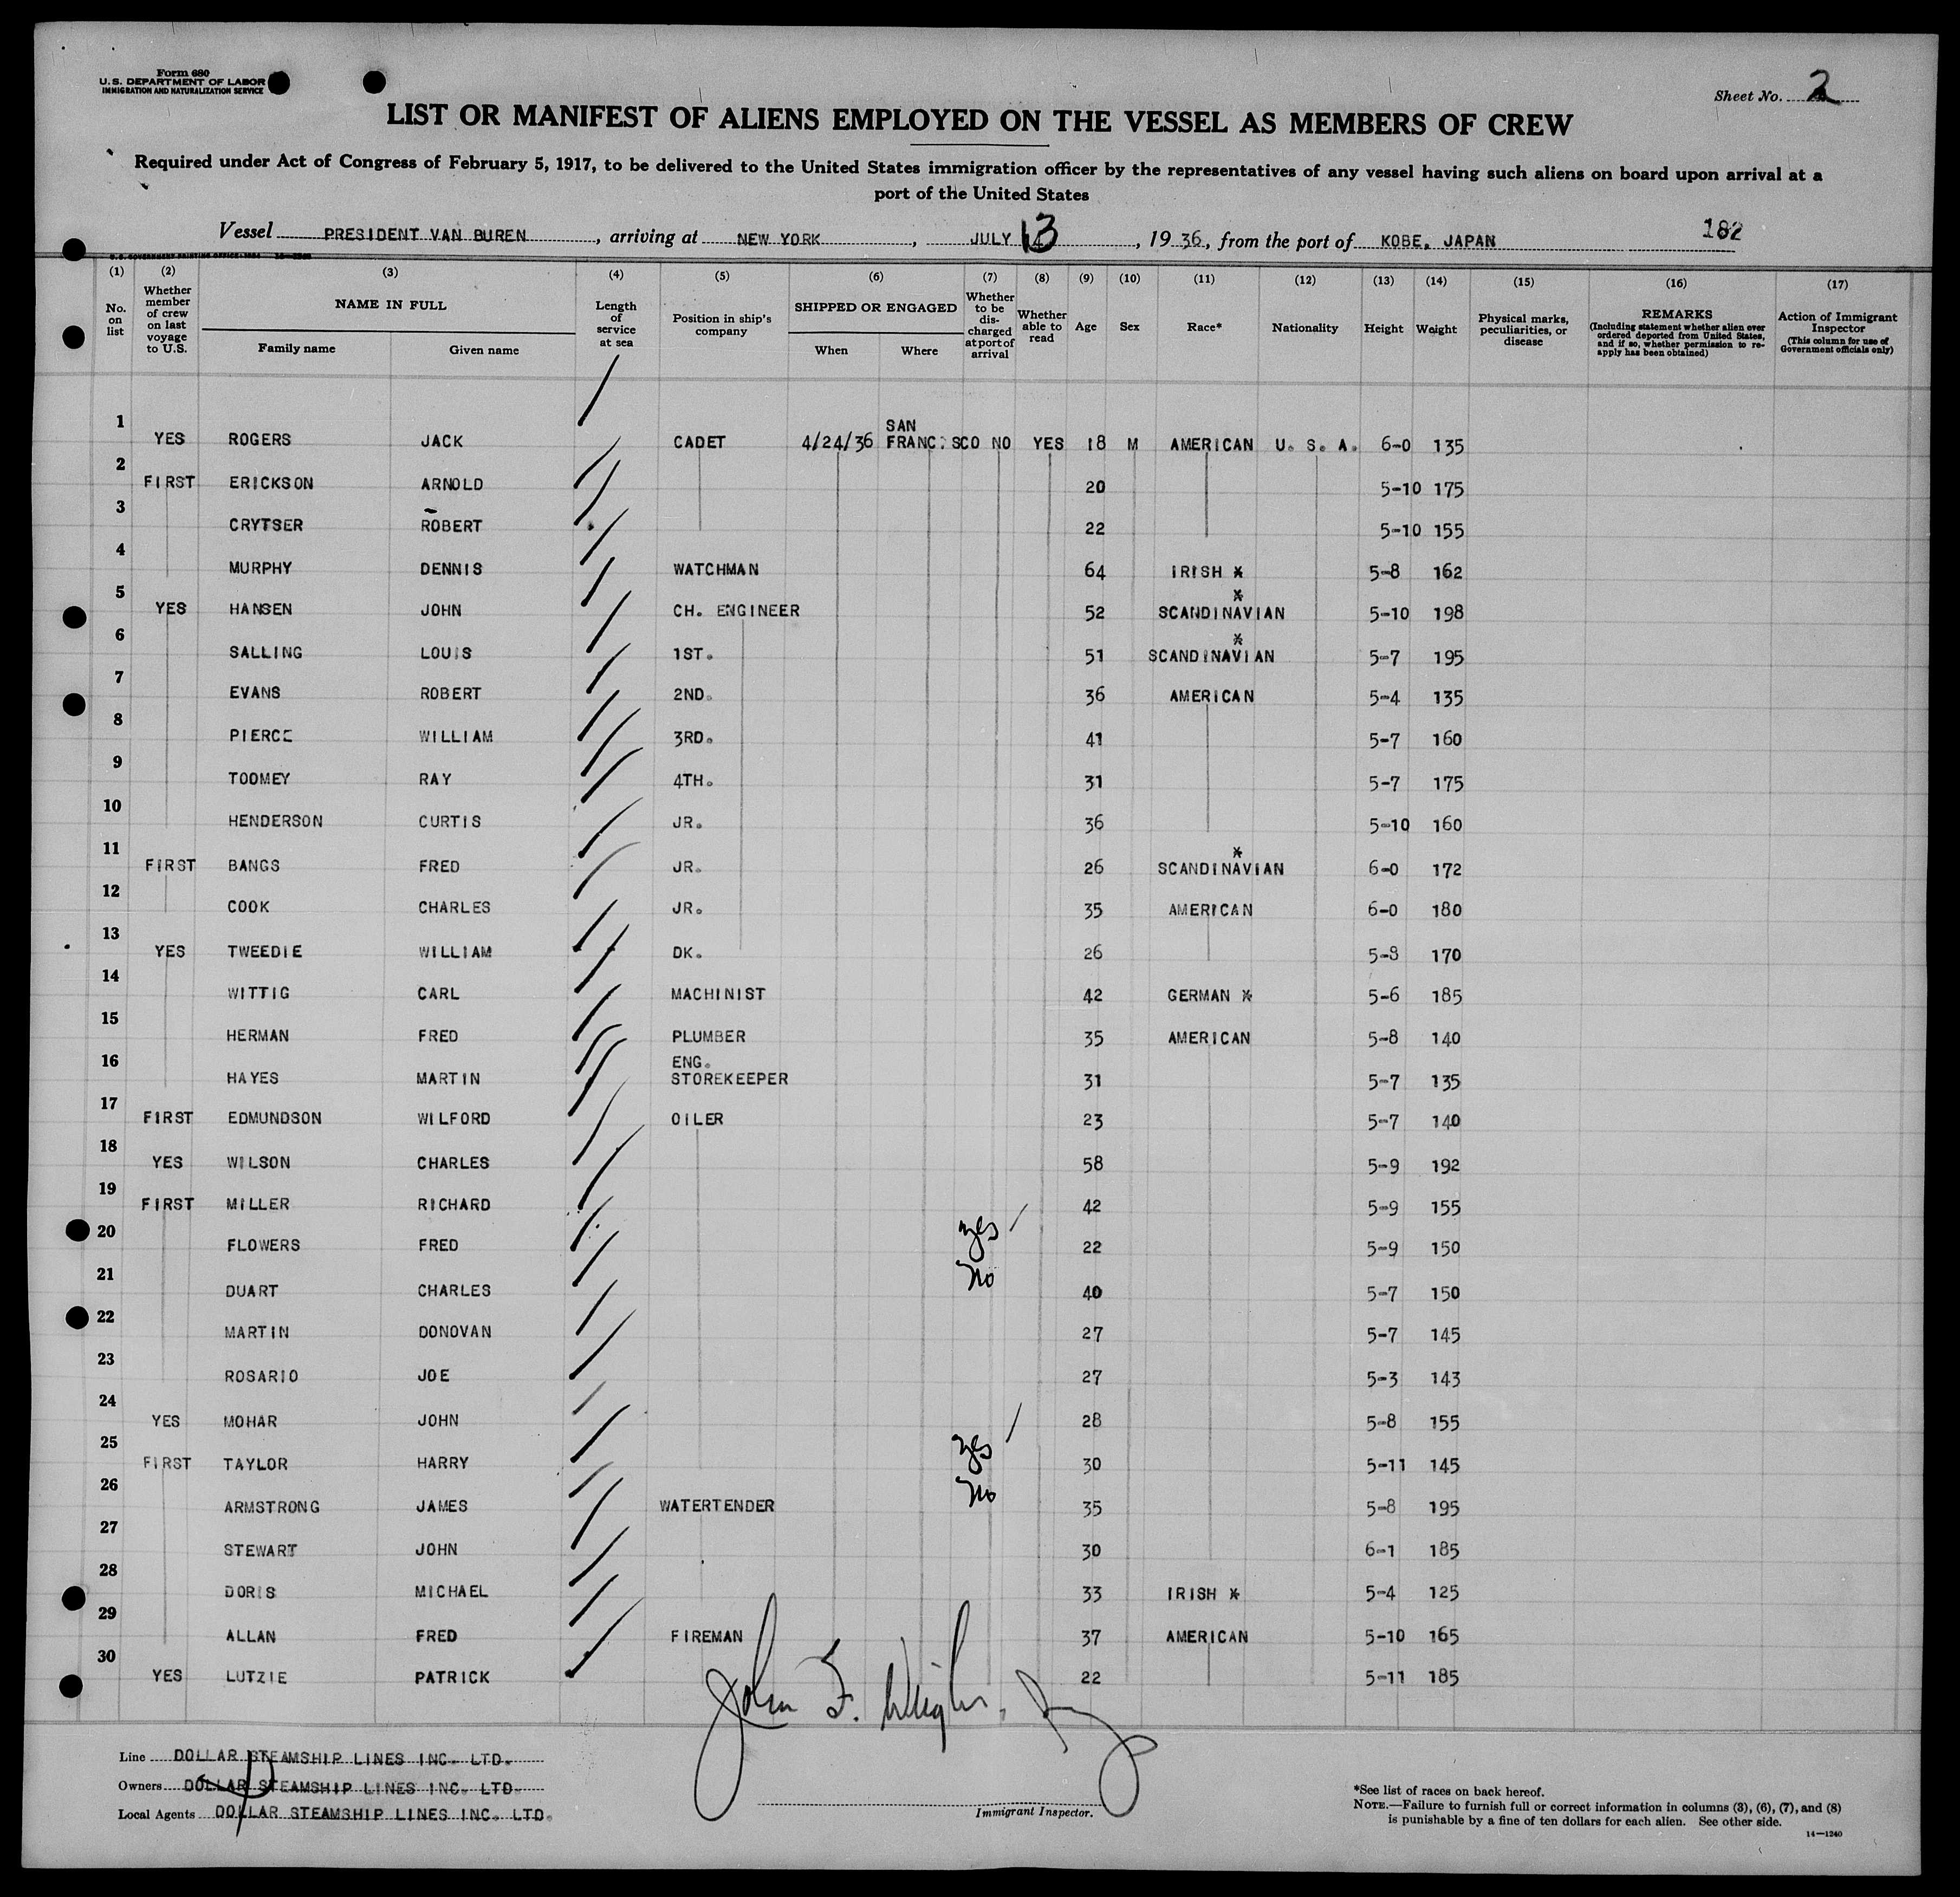 Form 680
U.S. DEPARTMENT OF LABOR
IMMIGRATION AND NATURALIZATION SERVICE
Sheet No. 2
LIST OR MANIFEST OF ALIENS EMPLOYED ON THE VESSEL AS MEMBERS OF CREW
Required under Act of Congress of February 5, 1917, to be delivered to the United States immigration officer by the representatives of any vessel having such aliens on board upon arrival at a
port of the United States
Vessel PRESIDENT VAN BUREN, arriving at NEW YORK, JULY 13, 1936, from the port of KOBE, JAPAN 182
(1) (2) (3) (4) (5) (6) (7) (8) (9) (10) (11) (12) (13) (14) (15) (16) (17)
No. on list
Whether member of crew on last voyage to U.S.
NAME IN FULL
Family name Given name
Length of service at sea
Position in ship's company
SHIPPED OR ENGAGED
When Where
Whether to be discharged at port of arrival
Whether able to read
Age Sex Race* Nationality Height Weight
Physical marks, peculiarities, or disease
REMARKS
(Including statement whether alien ever ordered deported from United States, and if so, whether permission to reapply has been obtained)
Action of Immigrant Inspector
(This column for use of Government officials only)
1 YES ROGERS JACK CADET 4/24/36 SAN FRANCISCO NO YES 18 M AMERICAN U. S. A. 6-0 135
2 FIRST ERICKSON ARNOLD 20 5-10 175
3 CRYTSER ROBERT 22 5-10 155
4 MURPHY DENNIS WATCHMAN 64 IRISH * 5-8 162
5 YES HANSEN JOHN CH. ENGINEER 52 SCANDINAVIAN * 5-10 198
6 SALLING LOUIS 1ST. 51 SCANDINAVIAN * 5-7 195
7 EVANS ROBERT 2ND. 36 AMERICAN 5-4 135
8 PIERCE WILLIAM 3RD. 41 5-7 160
9 TOOMEY RAY 4TH. 31 5-7 175
10 HENDERSON CURTIS JR. 36 5-10 160
11 FIRST BANGS FRED JR. 26 SCANDINAVIAN * 6-0 172
12 COOK CHARLES JR. 35 AMERICAN 6-0 180
13 YES TWEEDIE WILLIAM DK. 26 5-8 170
14 WITTIG CARL MACHINIST 42 GERMAN * 5-6 185
15 HERMAN FRED PLUMBER 35 AMERICAN 5-8 140
16 HAYES MARTIN ENG. STOREKEEPER 31 5-7 135
17 FIRST EDMUNDSON WILFORD OILER 23 5-7 140
18 YES WILSON CHARLES 58 5-9 192
19 FIRST MILLER RICHARD 42 5-9 155
20 FLOWERS FRED yes 22 5-9 150
21 DUART CHARLES No 40 5-7 150
22 MARTIN DONOVAN 27 5-7 145
23 ROSARIO JOE 27 5-3 143
24 YES MOHAR JOHN 28 5-8 155
25 FIRST TAYLOR HARRY yes 30 5-11 145
26 ARMSTRONG JAMES WATERTENDER No 35 5-8 195
27 STEWART JOHN 30 6-1 185
28 DORIS MICHAEL 33 IRISH * 5-4 125
29 ALLAN FRED FIREMAN 37 AMERICAN 5-10 165
30 YES LUTZIE PATRICK 22 5-11 185
John F.
Line DOLLAR STEAMSHIP LINES INC. LTD.
Owners DOLLAR STEAMSHIP LINES INC. LTD.
Local Agents DOLLAR STEAMSHIP LINES INC. LTD.
Immigrant Inspector.
*See list of races on back hereof.
NOTE.—Failure to furnish full or correct information in columns (3), (6), (7), and (8)
is punishable by a fine of ten dollars for each alien. See other side.
14—1240